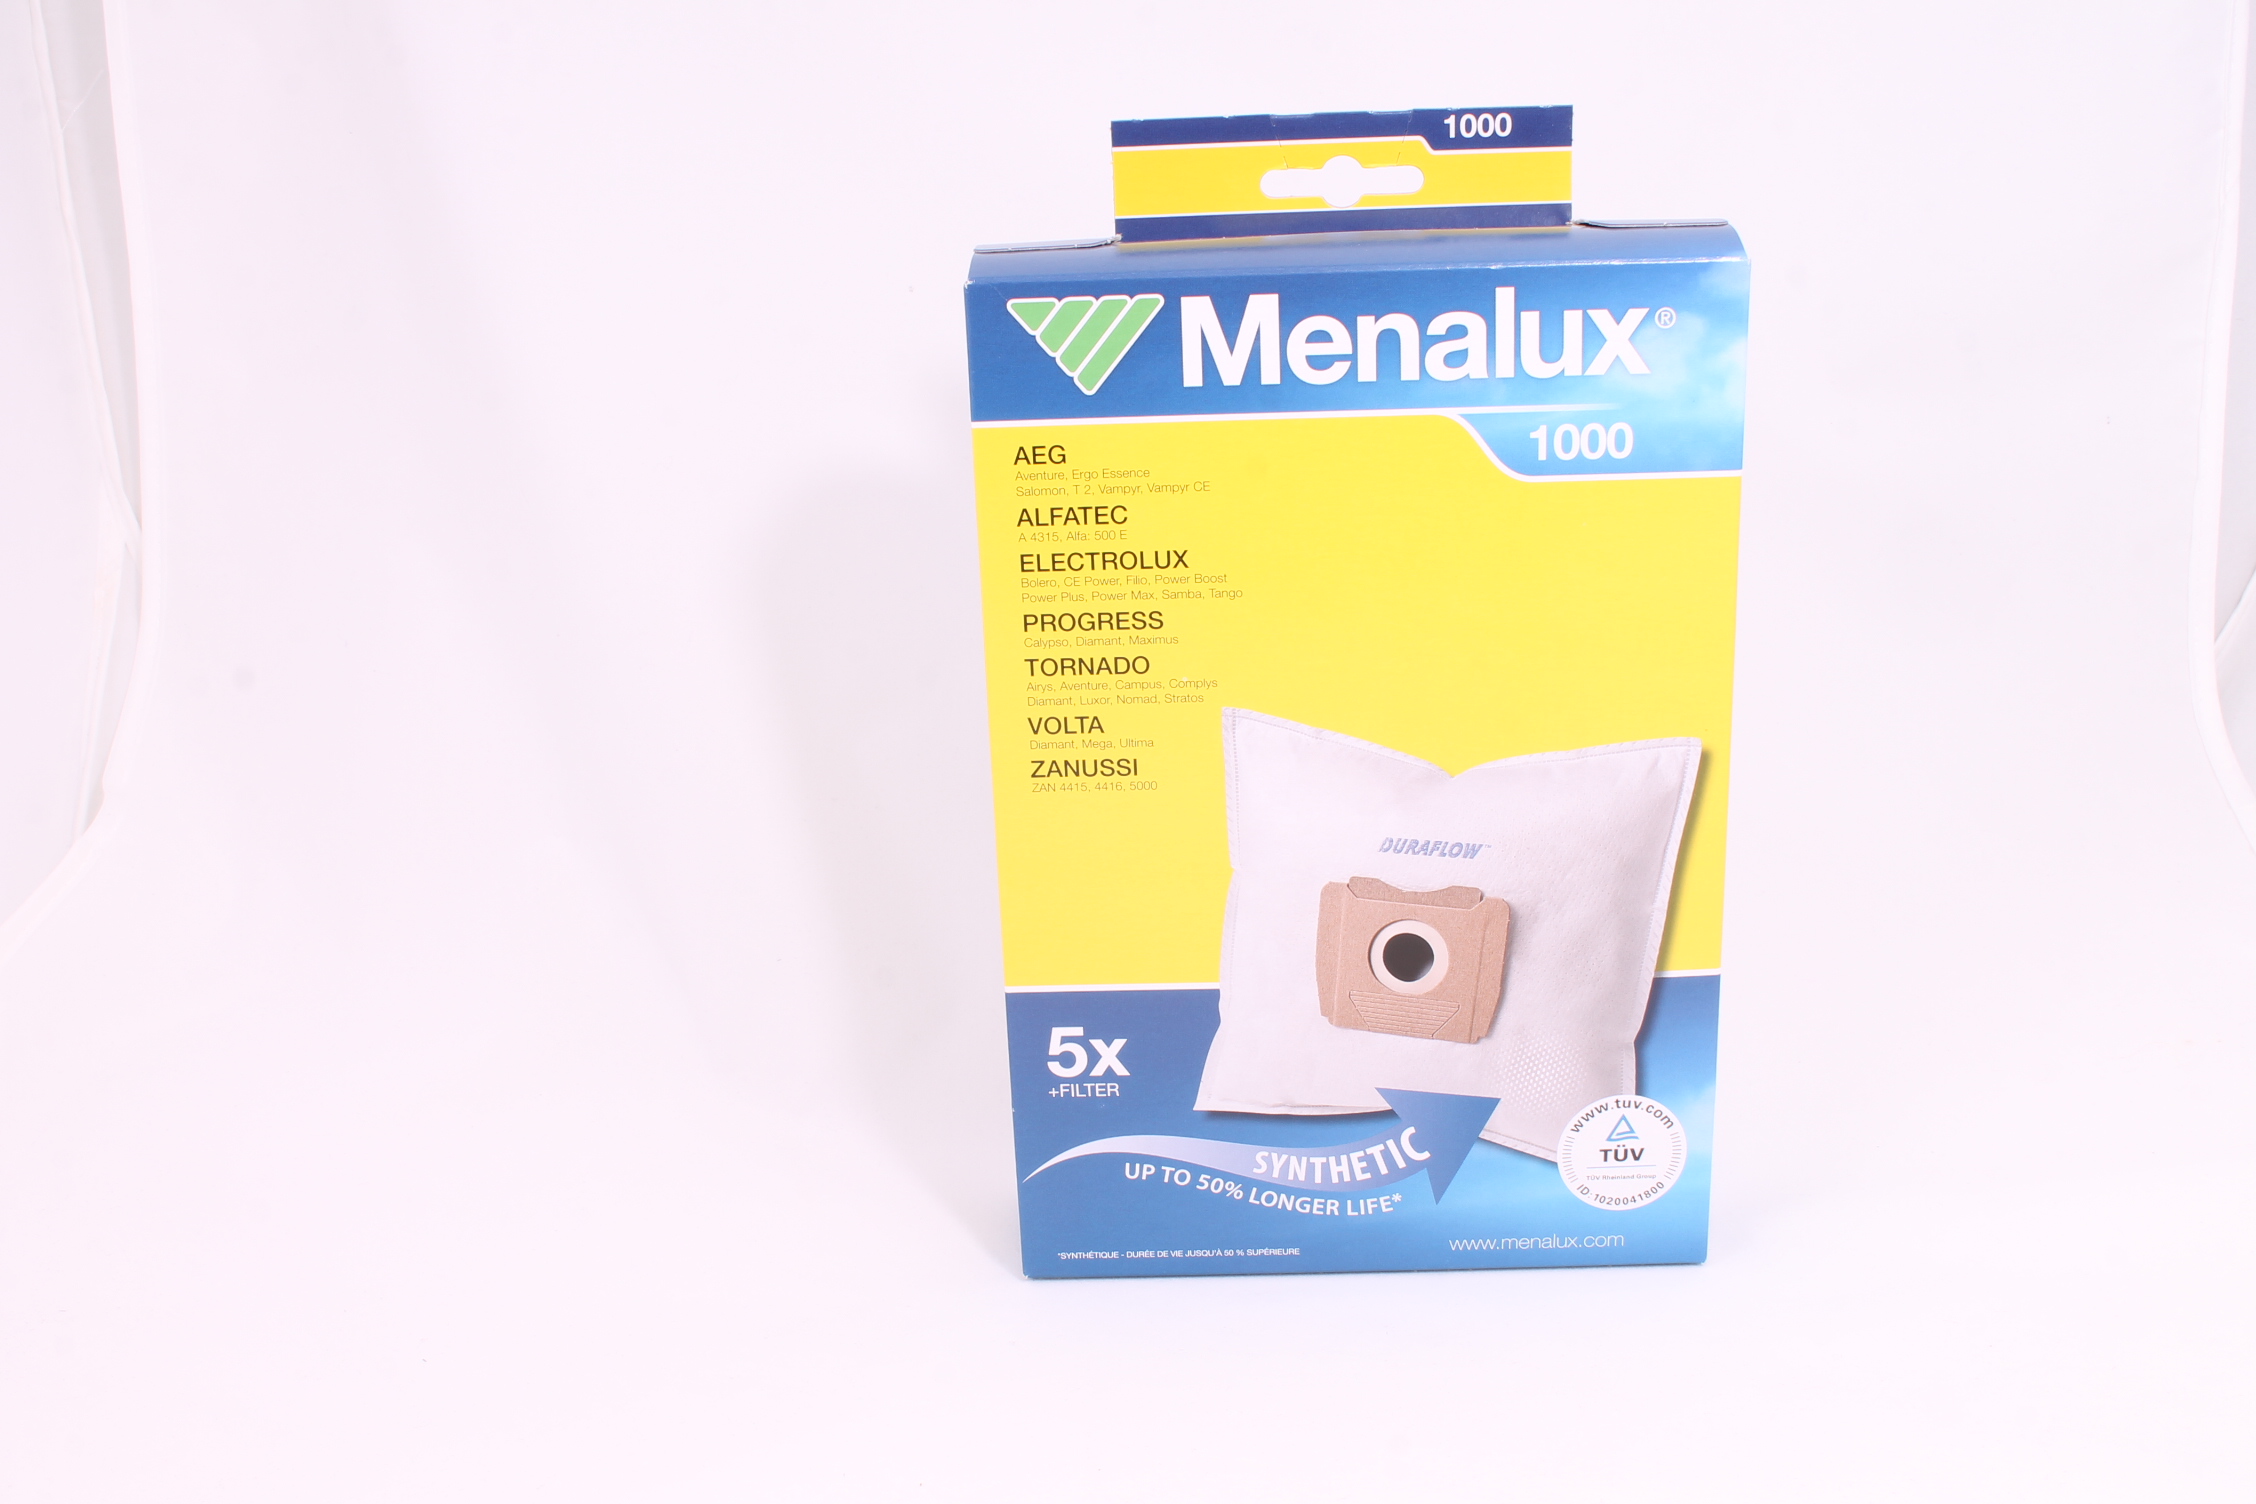 1000
Menalux®
1000
AEG
Aventure, Ergo Essence
Salomon, T 2, Vampyr, Vampyr CE
ALFATEC
A 4315, Alfa: 500 E
ELECTROLUX
Bolero, CE Power, Filio, Power Boost
Power Plus, Power Max, Samba, Tango
PROGRESS
Calypso, Diamant, Maximus
TORNADO
Airys, Aventure, Campus, Complys
Diamant, Luxor, Nomad, Stratos
VOLTA
Diamant, Mega, Ultima
ZANUSSI
ZAN 4415, 4416, 5000
DURAFLOW™
5x
+FILTER
SYNTHETIC
UP TO 50% LONGER LIFE*
www.tuv.com
TÜV
TÜV Rheinland Group
ID:1020041800
www.menalux.com
*SYNTHÉTIQUE - DURÉE DE VIE JUSQU'À 50 % SUPÉRIEURE